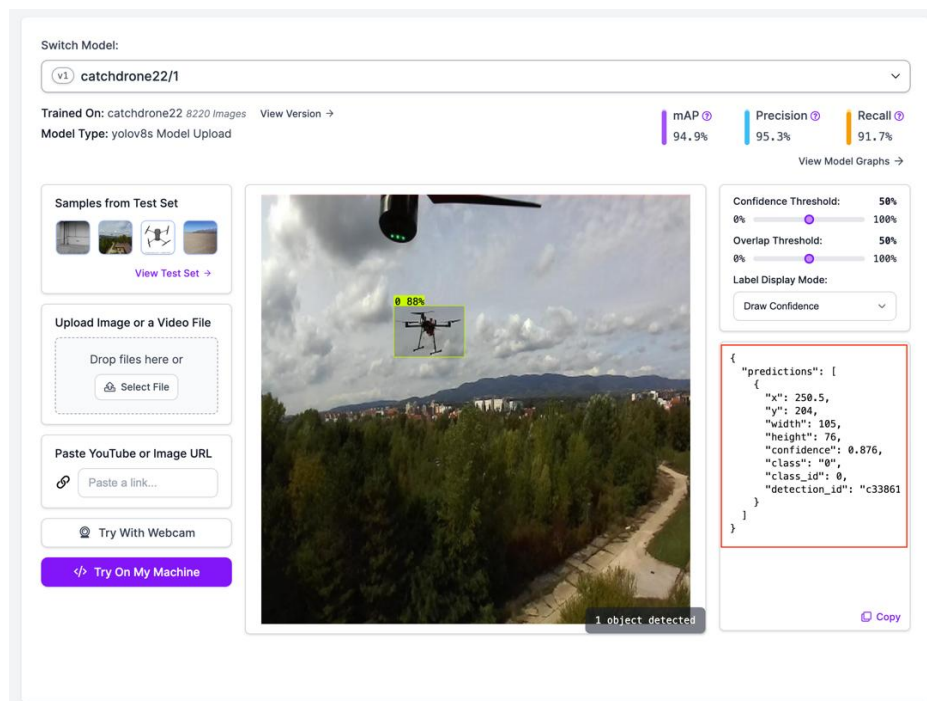 Switch Model:
v1 catchdrone22/1
Trained On: catchdrone22 8220 Images View Version →
Model Type: yolov8s Model Upload
mAP
94.9%
Precision
95.3%
Recall
91.7%
View Model Graphs →
Samples from Test Set
View Test Set →
Upload Image or a Video File
Drop files here or
Select File
Paste YouTube or Image URL
Paste a link...
Try With Webcam
</> Try On My Machine
0 88%
1 object detected
Confidence Threshold: 50%
0% 100%
Overlap Threshold: 50%
0% 100%
Label Display Mode:
Draw Confidence
{
"predictions": [
{
"x": 250.5,
"y": 204,
"width": 105,
"height": 76,
"confidence": 0.876,
"class": "0",
"class_id": 0,
"detection_id": "c33861
}
]
}
Copy